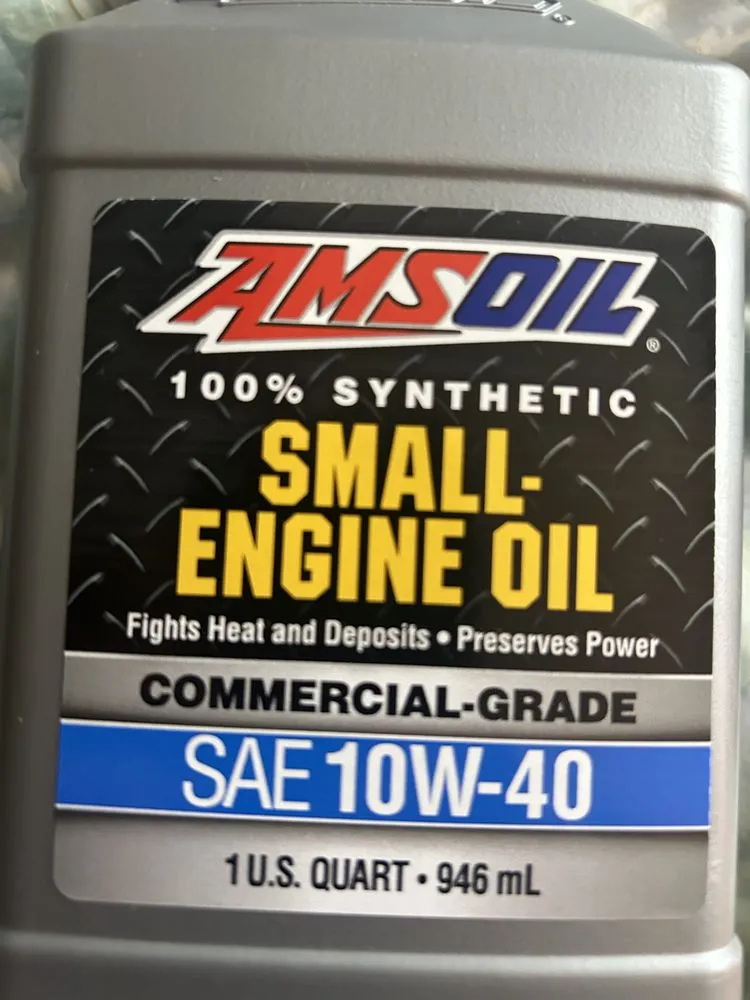 AMSOIL®
100% SYNTHETIC
SMALL-
ENGINE OIL
Fights Heat and Deposits • Preserves Power
COMMERCIAL-GRADE
SAE 10W-40
1 U.S. QUART • 946 mL